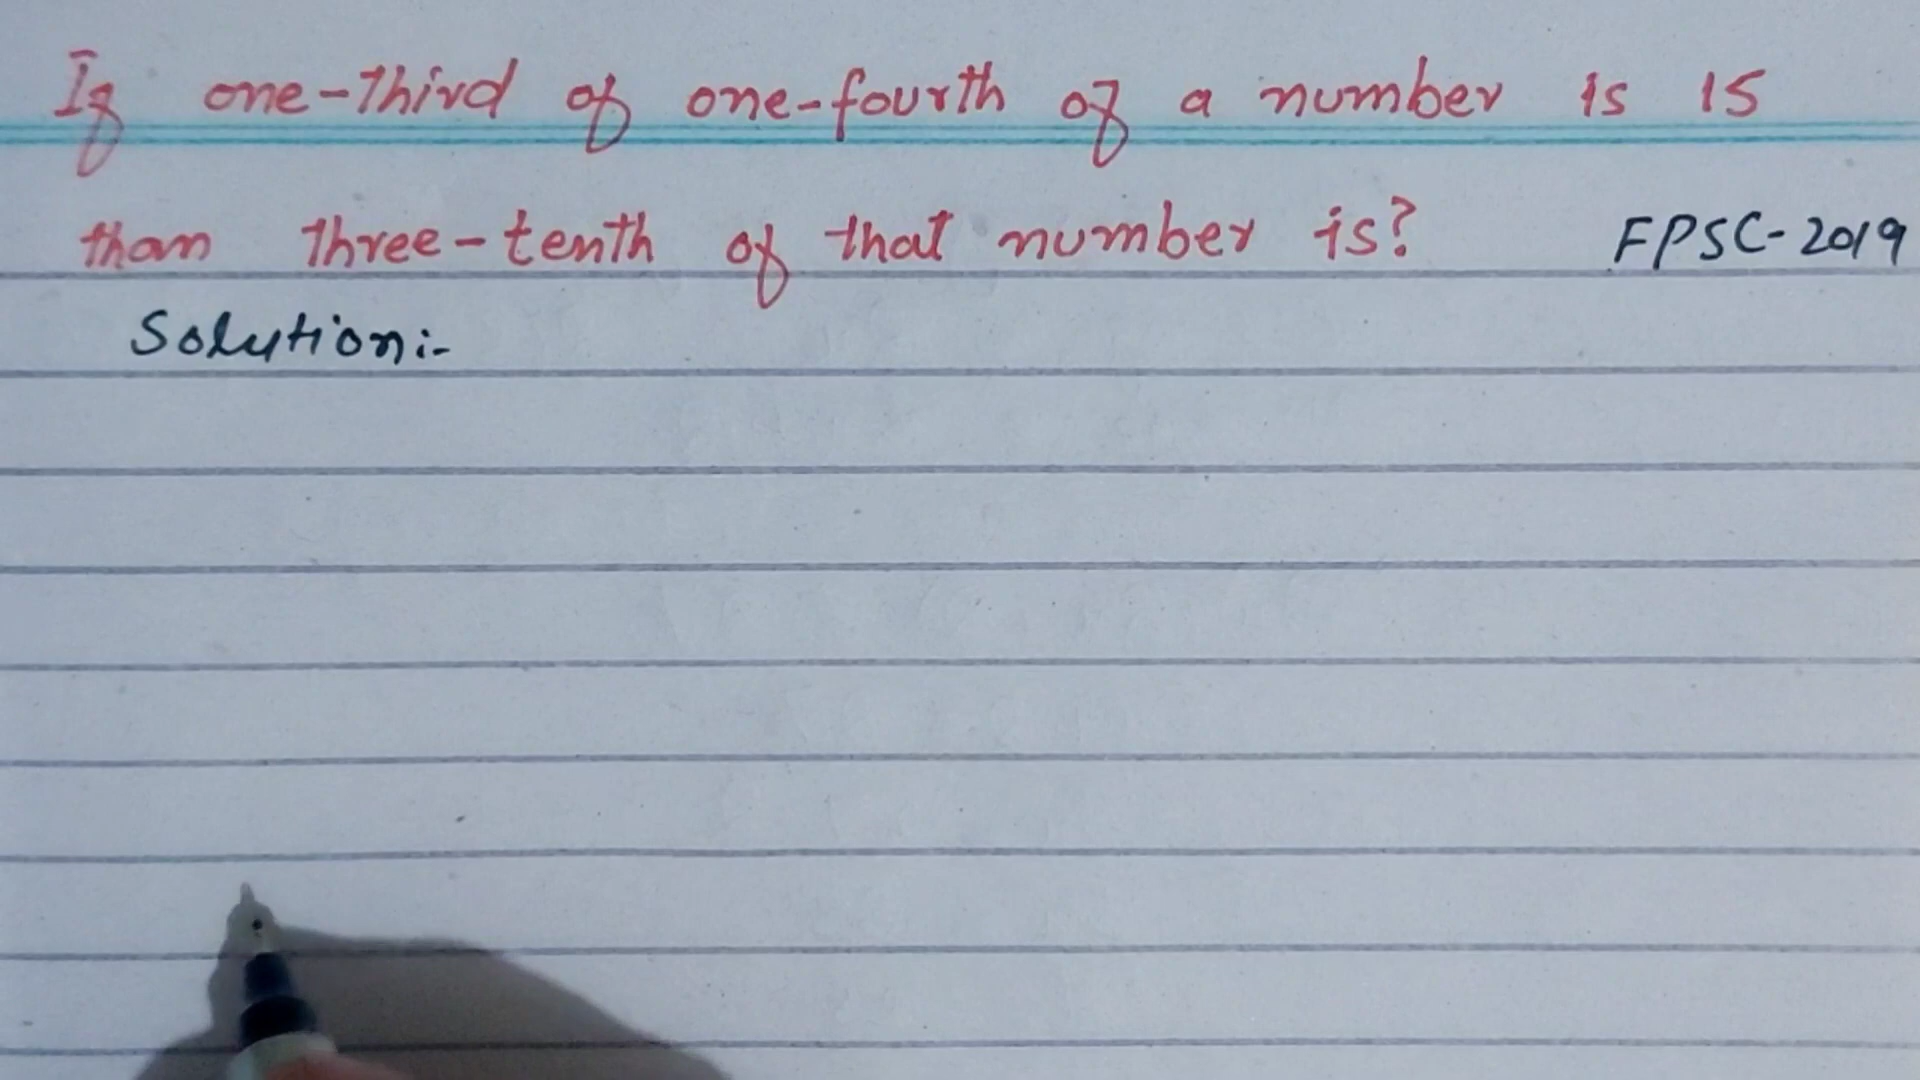 If one-third of one-fourth of a number is 15
than three-tenth of that number is? FPSC-2019
Solution:-